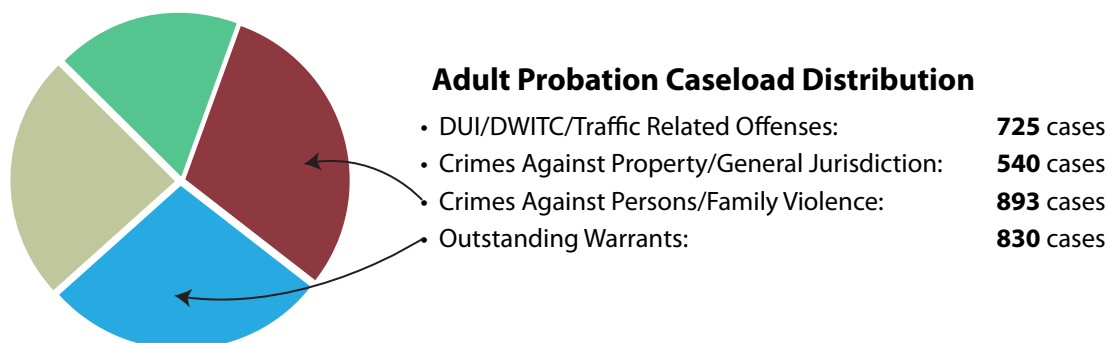 Adult Probation Caseload Distribution
• DUI/DWITC/Traffic Related Offenses: 725 cases
• Crimes Against Property/General Jurisdiction: 540 cases
• Crimes Against Persons/Family Violence: 893 cases
• Outstanding Warrants: 830 cases